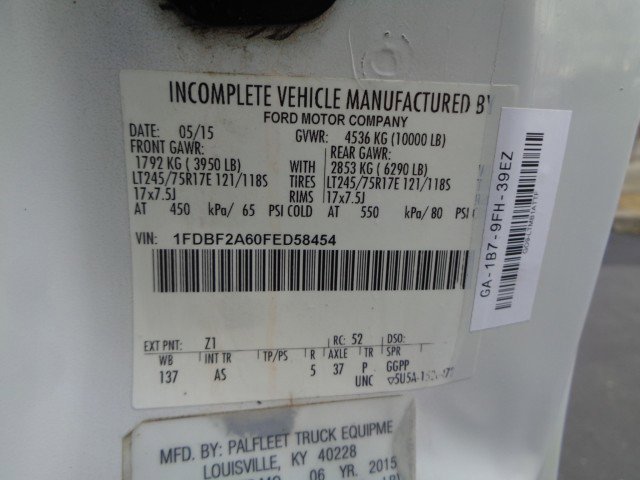 INCOMPLETE VEHICLE MANUFACTURED BY
FORD MOTOR COMPANY
DATE: 05/15 GVWR: 4536 KG (10000 LB)
FRONT GAWR: REAR GAWR:
1792 KG ( 3950 LB) WITH 2853 KG ( 6290 LB)
LT245/75R17E 121/118S TIRES LT245/75R17E 121/118S
17x7.5J RIMS 17x7.5J
AT 450 kPa/ 65 PSI COLD AT 550 kPa/ 80 PSI
VIN: 1FDBF2A60FED58454
EXT PNT: Z1 RC: 52 DSO:
WB INT TR TP/PS R AXLE TR SPR
137 AS 5 37 P GGPP
UNC
GA-1B7-9FH-39EZ
MFD. BY: PALFLEET TRUCK EQUIPME
LOUISVILLE, KY 40228
06 YR. 2015